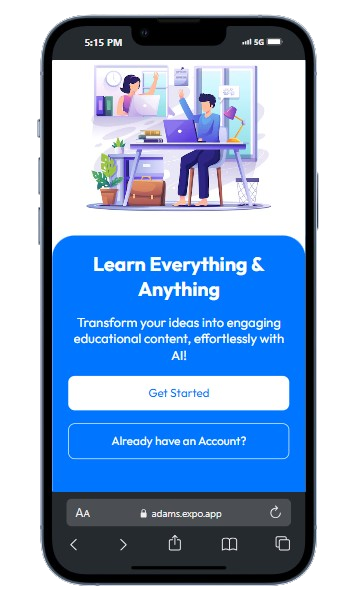 5:15 PM
5G
Learn Everything &
Anything
Transform your ideas into engaging
educational content, effortlessly with
AI!
Get Started
Already have an Account?
AA
adams.expo.app